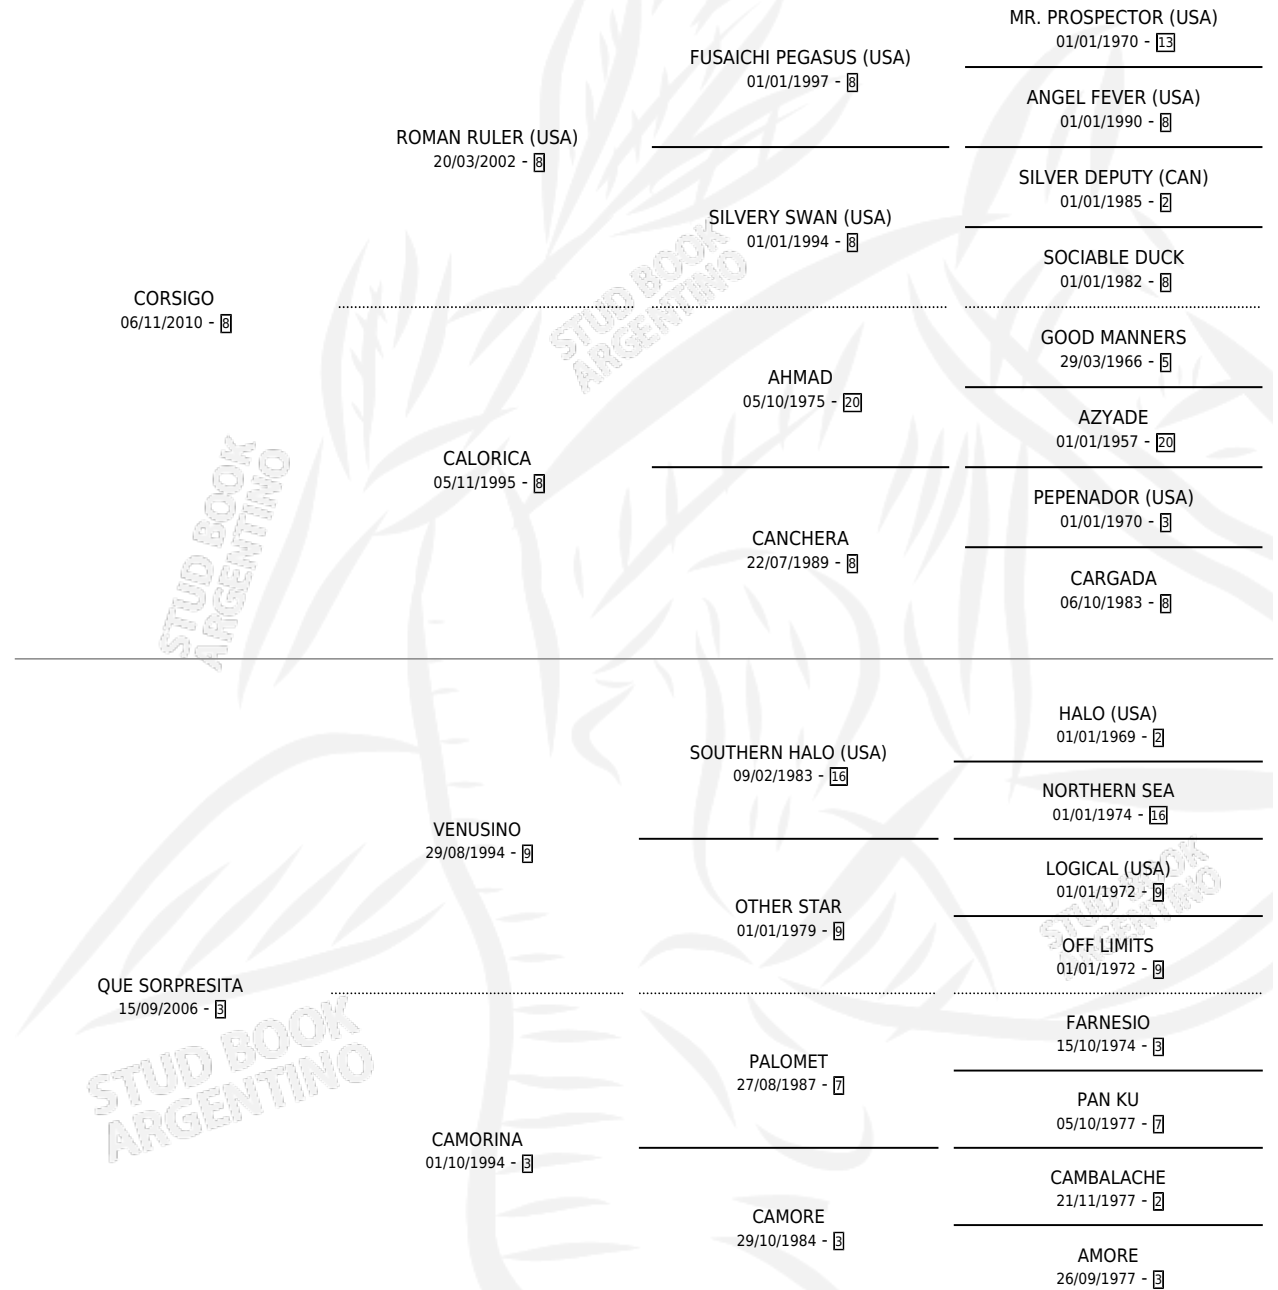 MR. PROSPECTOR (USA)
01/01/1970 - 13
FUSAICHI PEGASUS (USA)
01/01/1997 - 8
ANGEL FEVER (USA)
01/01/1990 - 8
ROMAN RULER (USA)
20/03/2002 - 8
SILVER DEPUTY (CAN)
01/01/1985 - 2
SILVERY SWAN (USA)
01/01/1994 - 8
SOCIABLE DUCK
01/01/1982 - 8
CORSIGO
06/11/2010 - 8
GOOD MANNERS
29/03/1966 - 5
AHMAD
05/10/1975 - 20
AZYADE
01/01/1957 - 20
CALORICA
05/11/1995 - 8
PEPENADOR (USA)
01/01/1970 - 3
CANCHERA
22/07/1989 - 8
CARGADA
06/10/1983 - 8
HALO (USA)
01/01/1969 - 2
SOUTHERN HALO (USA)
09/02/1983 - 16
NORTHERN SEA
01/01/1974 - 16
VENUSINO
29/08/1994 - 9
LOGICAL (USA)
01/01/1972 - 9
OTHER STAR
01/01/1979 - 9
OFF LIMITS
01/01/1972 - 9
QUE SORPRESITA
15/09/2006 - 3
FARNESIO
15/10/1974 - 3
PALOMET
27/08/1987 - 7
PAN KU
05/10/1977 - 7
CAMORINA
01/10/1994 - 3
CAMBALACHE
21/11/1977 - 2
CAMORE
29/10/1984 - 3
AMORE
26/09/1977 - 3
STUD BOOK
ARGENTINO
STUD BOOK
ARGENTINO
STUD BOOK
ARGENTINO
STUD BOOK
ARGENTINO